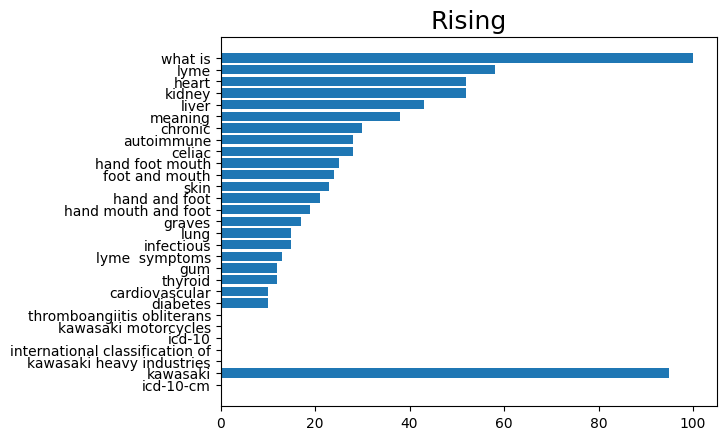 Rising
what is
lyme
heart
kidney
liver
meaning
chronic
autoimmune
celiac
hand foot mouth
foot and mouth
skin
hand and foot
hand mouth and foot
graves
lung
infectious
lyme  symptoms
gum
thyroid
cardiovascular
diabetes
thromboangiitis obliterans
kawasaki motorcycles
icd-10
international classification of
kawasaki heavy industries
kawasaki
icd-10-cm
0 20 40 60 80 100